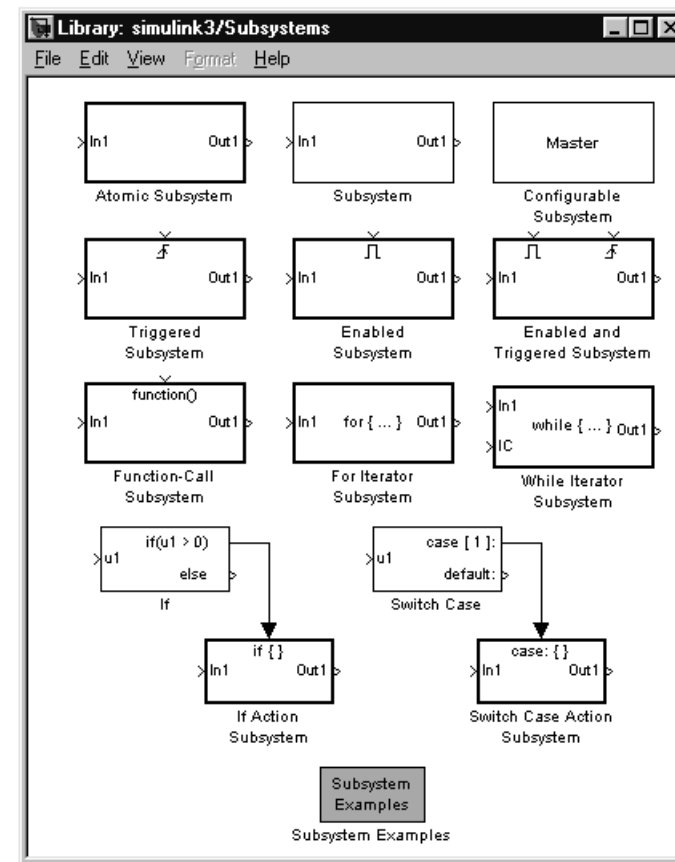 Library: simulink3/Subsystems
File Edit View Format Help
In1 Out1
Atomic Subsystem
In1 Out1
Subsystem
Master
Configurable
Subsystem
In1 Out1
Triggered
Subsystem
In1 Out1
Enabled
Subsystem
In1 Out1
Enabled and
Triggered Subsystem
function()
In1 Out1
Function-Call
Subsystem
In1 for { ... } Out1
For Iterator
Subsystem
In1
while { ... } Out1
IC
While Iterator
Subsystem
if(u1 > 0)
u1
else
If
case [ 1 ]:
u1
default:
Switch Case
if { }
In1 Out1
If Action
Subsystem
case: { }
In1 Out1
Switch Case Action
Subsystem
Subsystem
Examples
Subsystem Examples